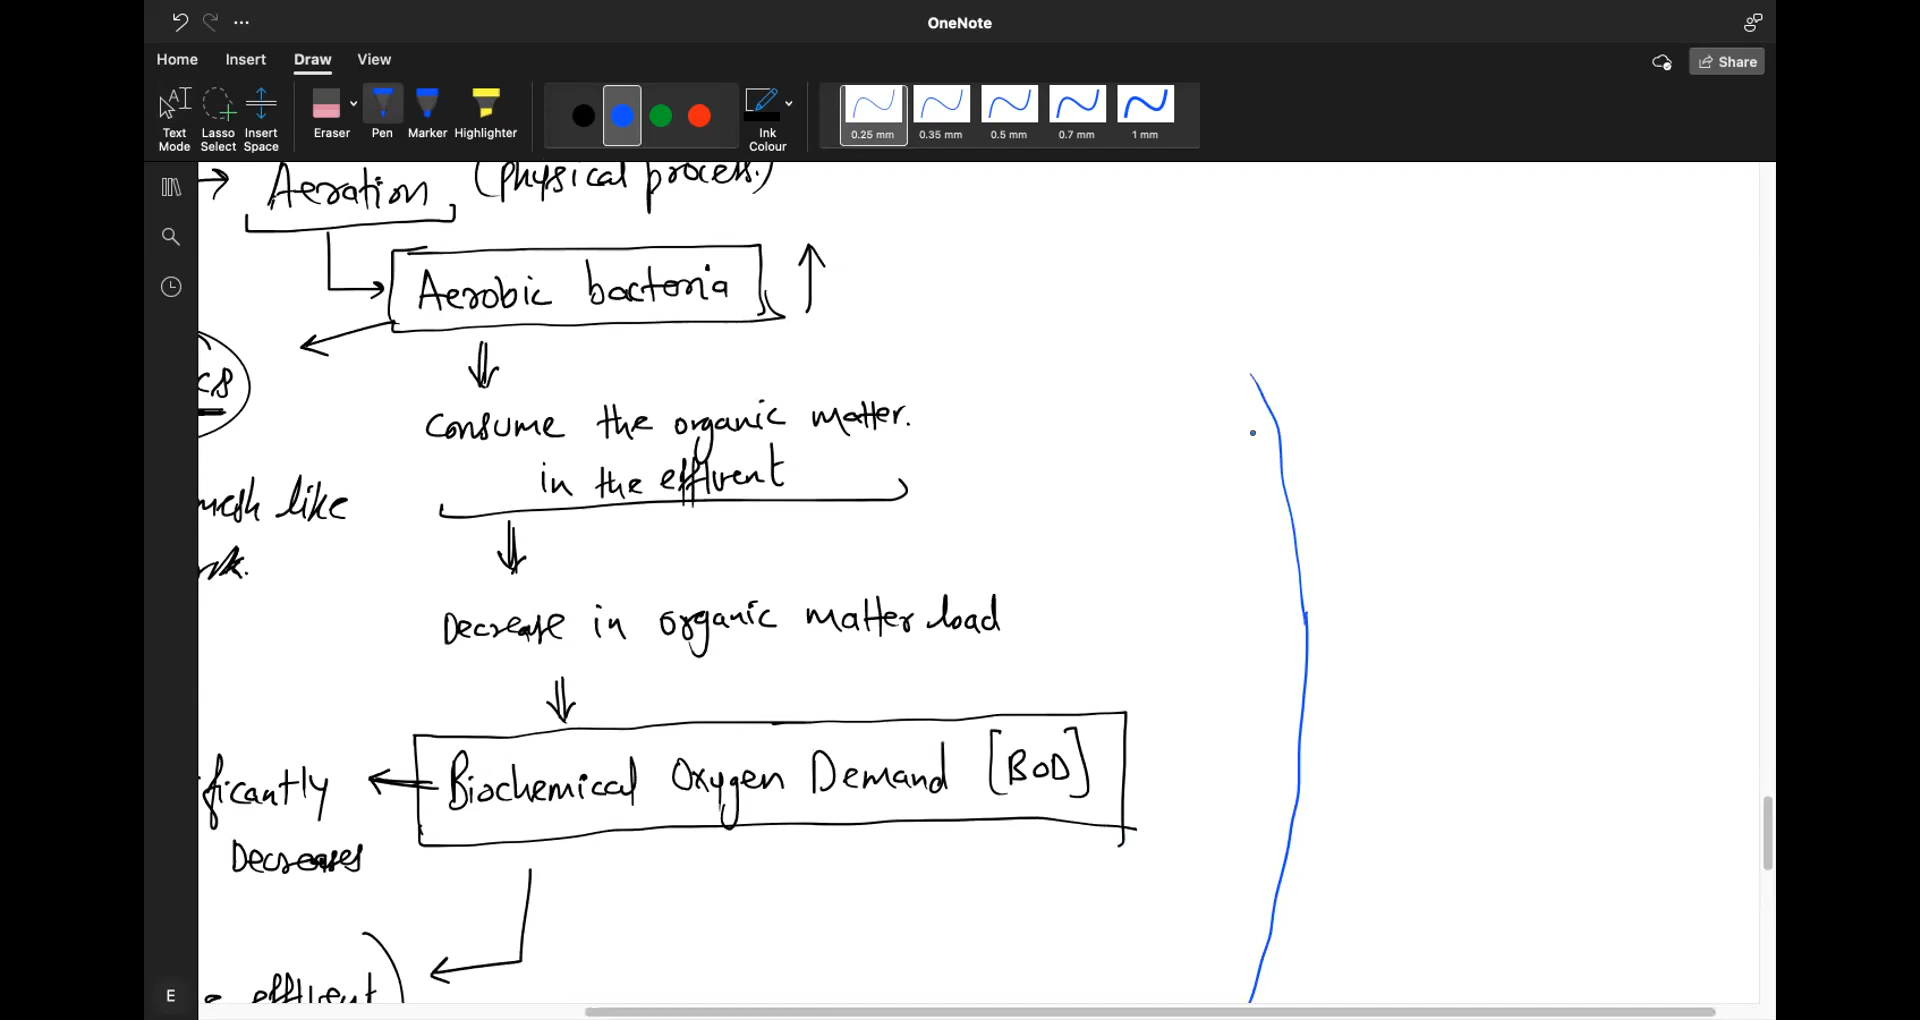 OneNote
Home Insert Draw View
Share
Text Mode Lasso Select Insert Space Eraser Pen Marker Highlighter Ink Colour 0.25 mm 0.35 mm 0.5 mm 0.7 mm 1 mm
Aeration (Physical process.)
Aerobic bacteria
Consume the organic matter.
in the effluent
mesh like
Decrease in organic matter load
Biochemical Oxygen Demand [BOD]
ficantly
Decreases
effluent
E